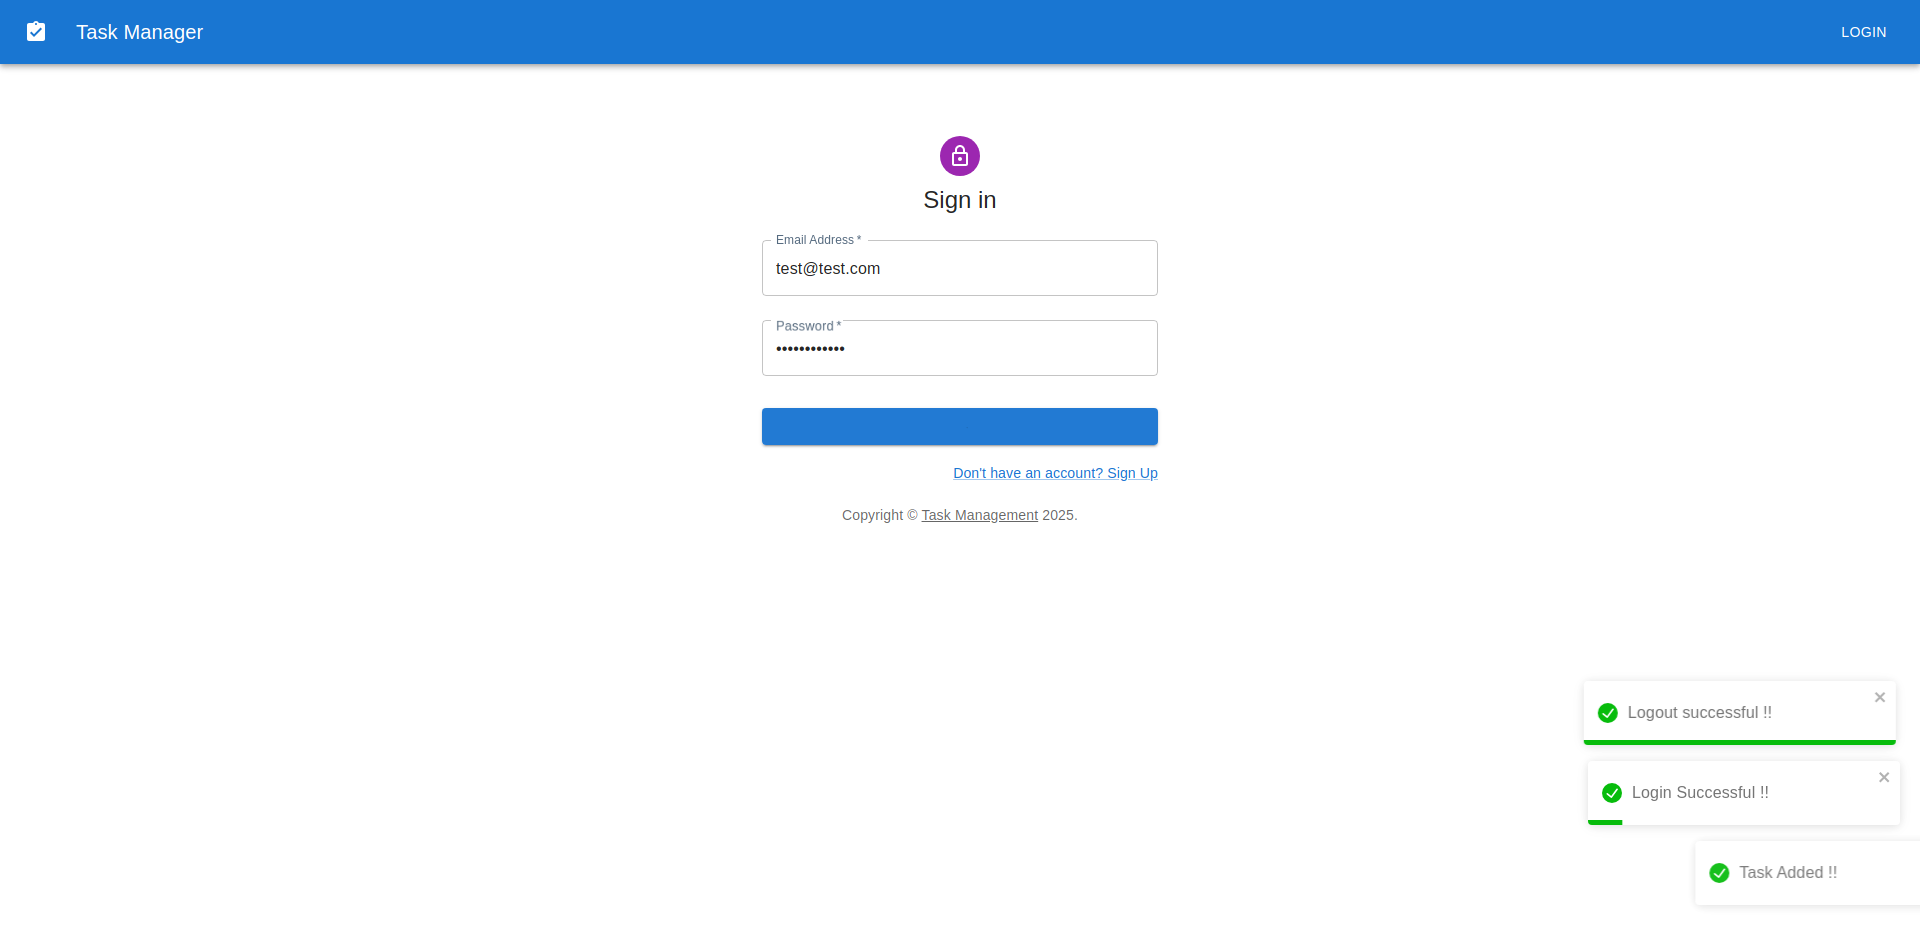 Task Manager
LOGIN
Sign in
Email Address *
test@test.com
Password *
••••••••••••
Don't have an account? Sign Up
Copyright © Task Management 2025.
Logout successful !!
Login Successful !!
Task Added !!